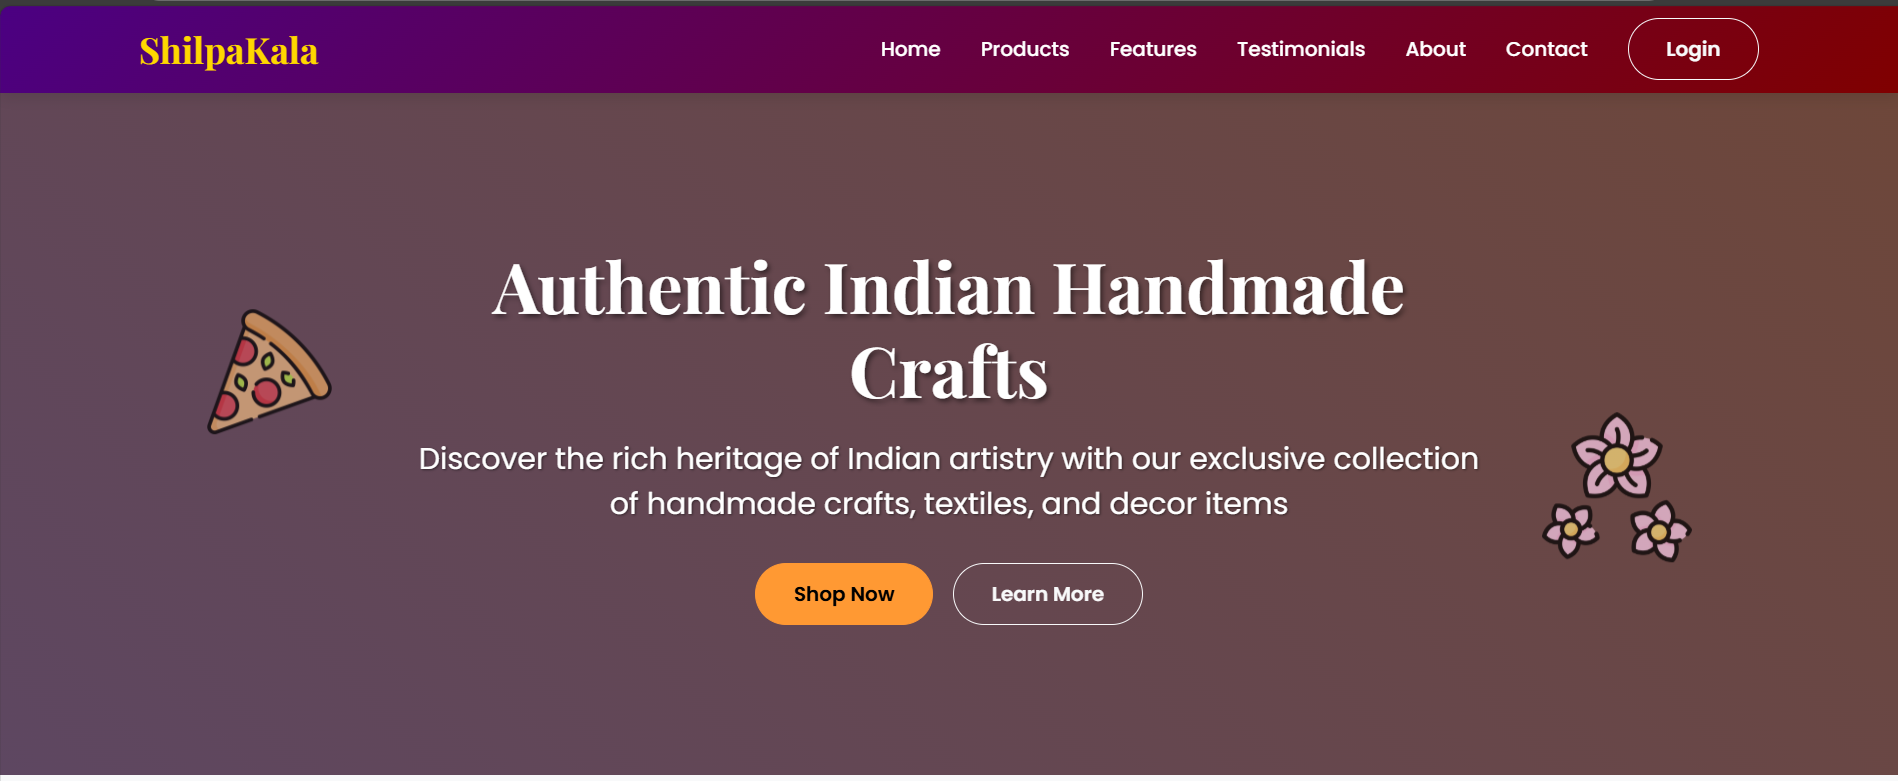 ShilpaKala
Home Products Features Testimonials About Contact Login
Authentic Indian Handmade
Crafts
Discover the rich heritage of Indian artistry with our exclusive collection
of handmade crafts, textiles, and decor items
Shop Now Learn More